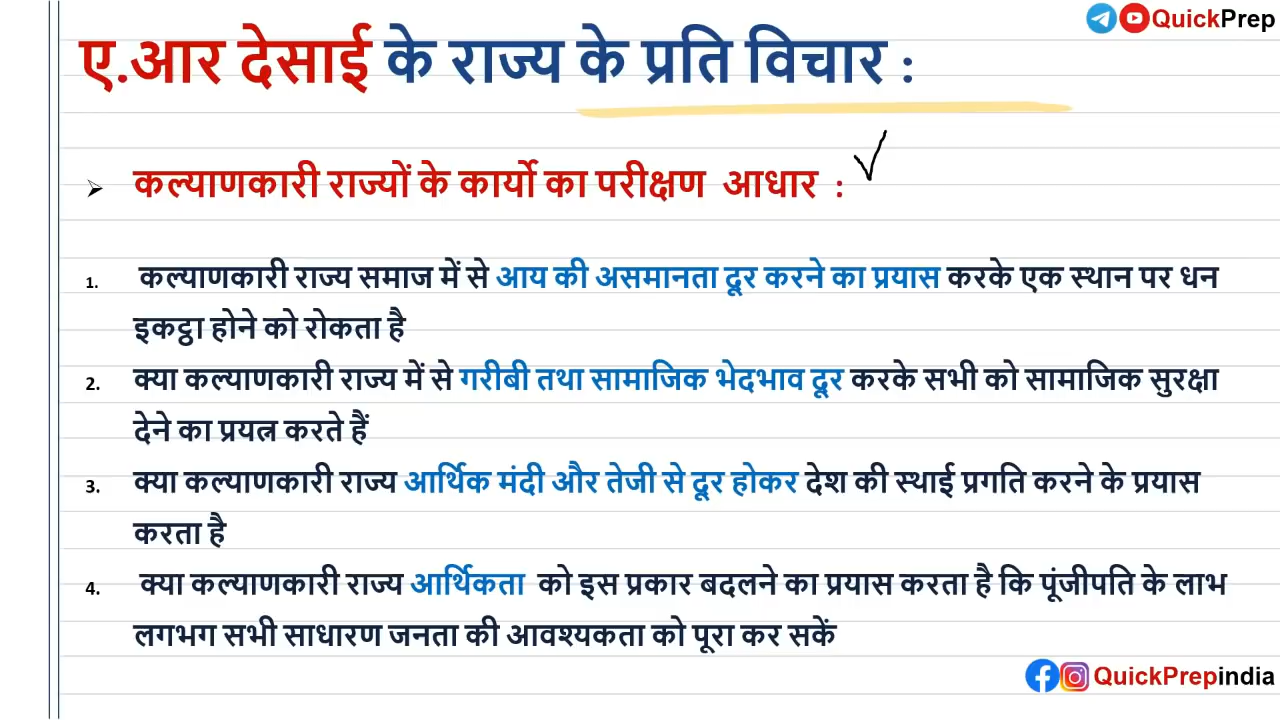 QuickPrep
ए.आर देसाई के राज्य के प्रति विचार :
कल्याणकारी राज्यों के कार्यो का परीक्षण आधार :
1. कल्याणकारी राज्य समाज में से आय की असमानता दूर करने का प्रयास करके एक स्थान पर धन
इकट्ठा होने को रोकता है
2. क्या कल्याणकारी राज्य में से गरीबी तथा सामाजिक भेदभाव दूर करके सभी को सामाजिक सुरक्षा
देने का प्रयत्न करते हैं
3. क्या कल्याणकारी राज्य आर्थिक मंदी और तेजी से दूर होकर देश की स्थाई प्रगति करने के प्रयास
करता है
4. क्या कल्याणकारी राज्य आर्थिकता को इस प्रकार बदलने का प्रयास करता है कि पूंजीपति के लाभ
लगभग सभी साधारण जनता की आवश्यकता को पूरा कर सकें
QuickPrepindia